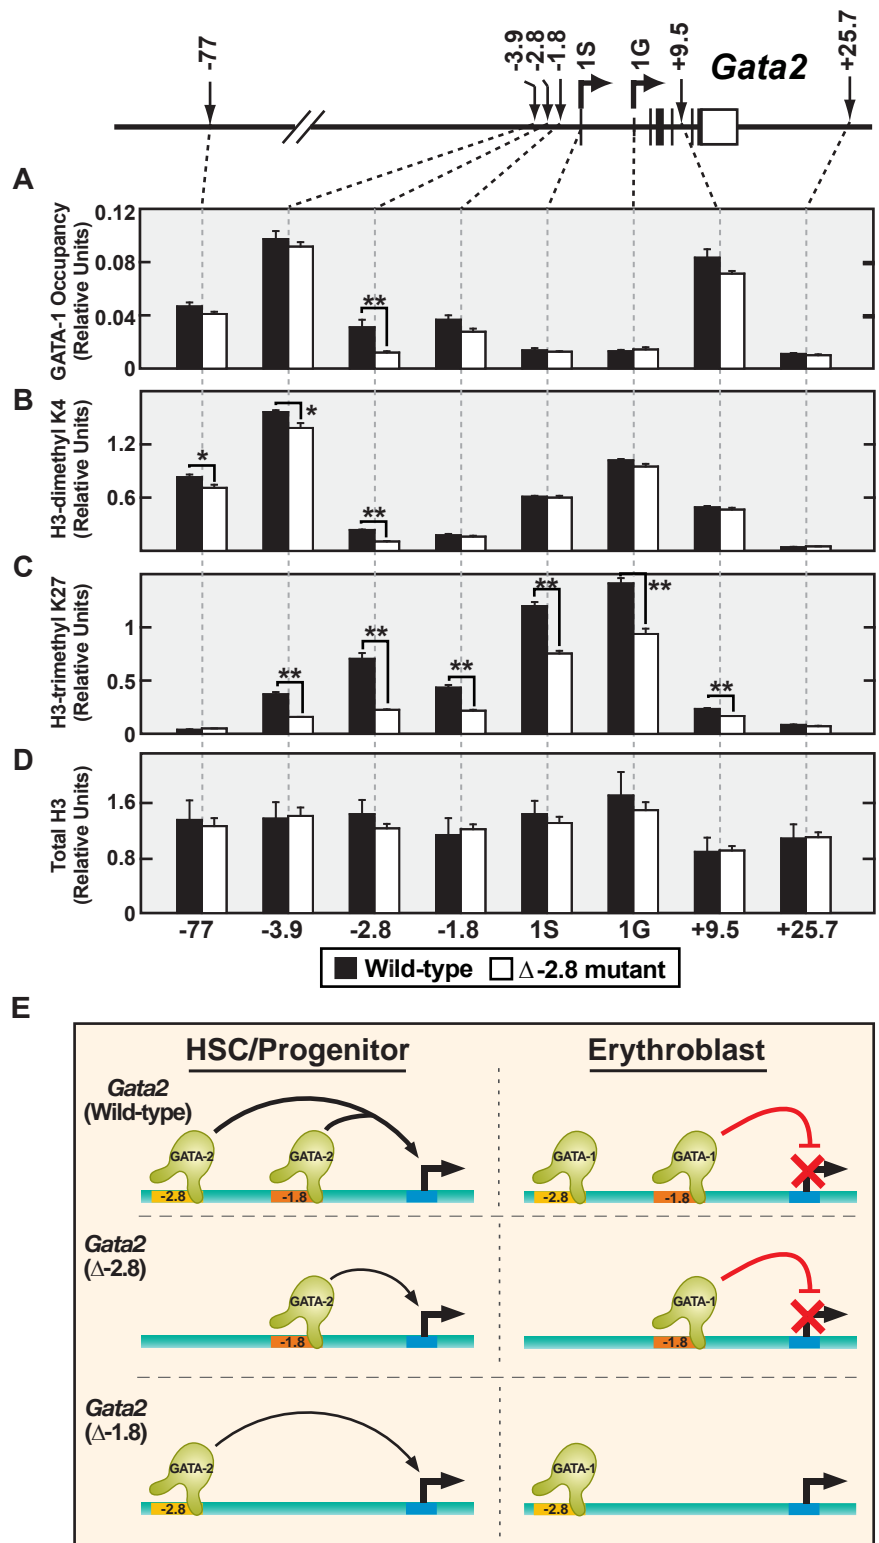 -77
-3.9
-2.8
-1.8
1S
1G
+9.5
Gata2
+25.7
A
GATA-1 Occupancy
(Relative Units)
0.12
0.08
0.04
0
**
B
H3-dimethyl K4
(Relative Units)
1.2
0.6
*
*
**
C
H3-trimethyl K27
(Relative Units)
1
0.5
0
**
**
**
**
**
**
D
Total H3
(Relative Units)
1.6
0.8
0
-77 -3.9 -2.8 -1.8 1S 1G +9.5 +25.7
Wild-type Δ-2.8 mutant
E
HSC/Progenitor Erythroblast
Gata2
(Wild-type)
GATA-2 GATA-2 GATA-1 GATA-1
-2.8 -1.8 -2.8 -1.8
Gata2
(Δ-2.8)
GATA-2 GATA-1
-1.8 -1.8
Gata2
(Δ-1.8)
GATA-2 GATA-1
-2.8 -2.8